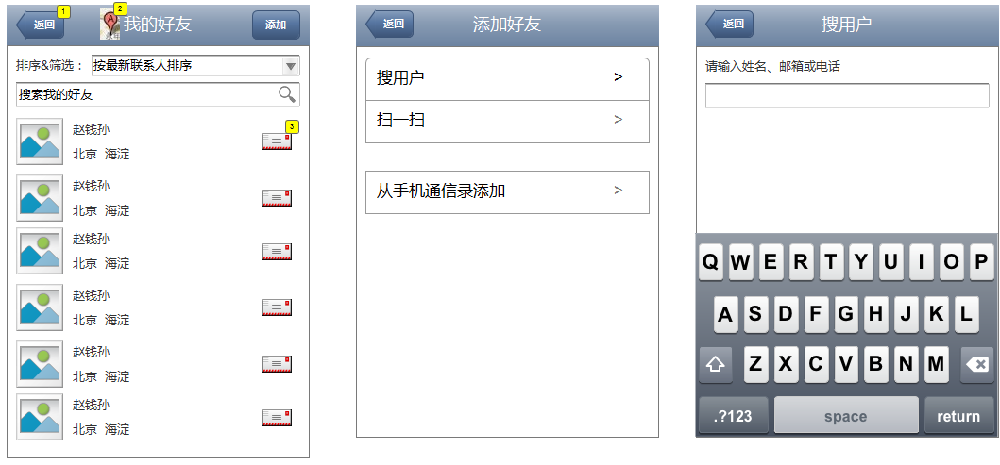 返回
1
2
A
我的好友
添加
排序&筛选：
按最新联系人排序
搜索我的好友
赵钱孙
北京 海淀
3
赵钱孙
北京 海淀
赵钱孙
北京 海淀
赵钱孙
北京 海淀
赵钱孙
北京 海淀
赵钱孙
北京 海淀
返回
添加好友
搜用户 >
扫一扫 >
从手机通信录添加 >
返回
搜用户
请输入姓名、邮箱或电话
Q W E R T Y U I O P
A S D F G H J K L
Z X C V B N M
.?123 space return